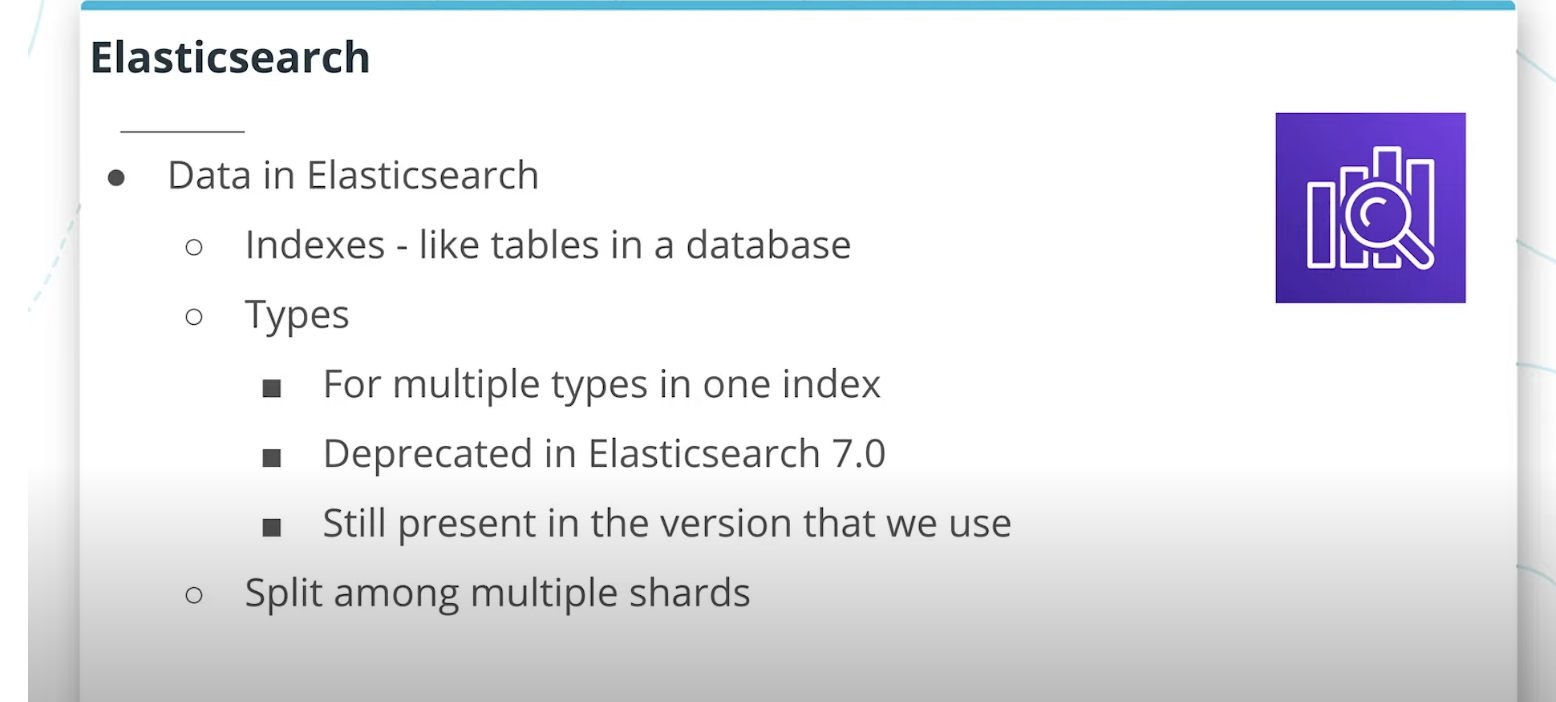 Elasticsearch
● Data in Elasticsearch
○ Indexes - like tables in a database
○ Types
■ For multiple types in one index
■ Deprecated in Elasticsearch 7.0
■ Still present in the version that we use
○ Split among multiple shards